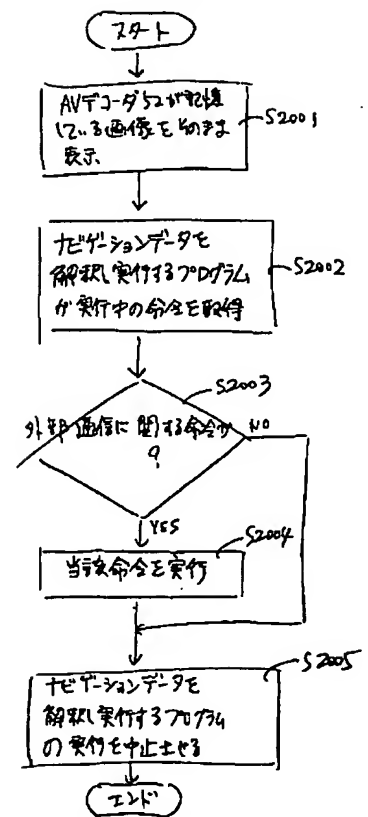 スタート
AVデコーダ52が記憶
している画像をそのまま
表示
S2001
ナビゲーションデータを
解釈し実行するプログラム
が実行中の命令を取得
S2002
S2003
外部通信に関する命令か
?
NO
YES
S2004
当該命令を実行
S2005
ナビゲーションデータを
解釈し実行するプログラム
の実行を中止させる
エンド